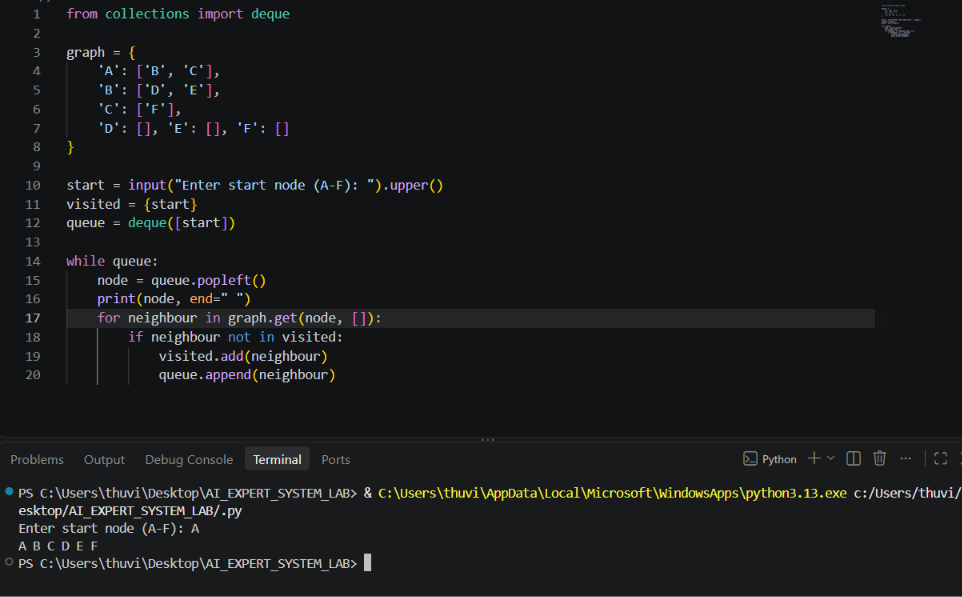 1 from collections import deque
2
3 graph = {
4     'A': ['B', 'C'],
5     'B': ['D', 'E'],
6     'C': ['F'],
7     'D': [], 'E': [], 'F': []
8 }
9
10 start = input("Enter start node (A-F): ").upper()
11 visited = {start}
12 queue = deque([start])
13
14 while queue:
15     node = queue.popleft()
16     print(node, end=" ")
17     for neighbour in graph.get(node, []):
18         if neighbour not in visited:
19             visited.add(neighbour)
20             queue.append(neighbour)
Problems Output Debug Console Terminal Ports Python
PS C:\Users\thuvi\Desktop\AI_EXPERT_SYSTEM_LAB> & C:\Users\thuvi\AppData\Local\Microsoft\WindowsApps\python3.13.exe c:/Users/thuvi/
esktop/AI_EXPERT_SYSTEM_LAB/.py
Enter start node (A-F): A
A B C D E F
PS C:\Users\thuvi\Desktop\AI_EXPERT_SYSTEM_LAB>